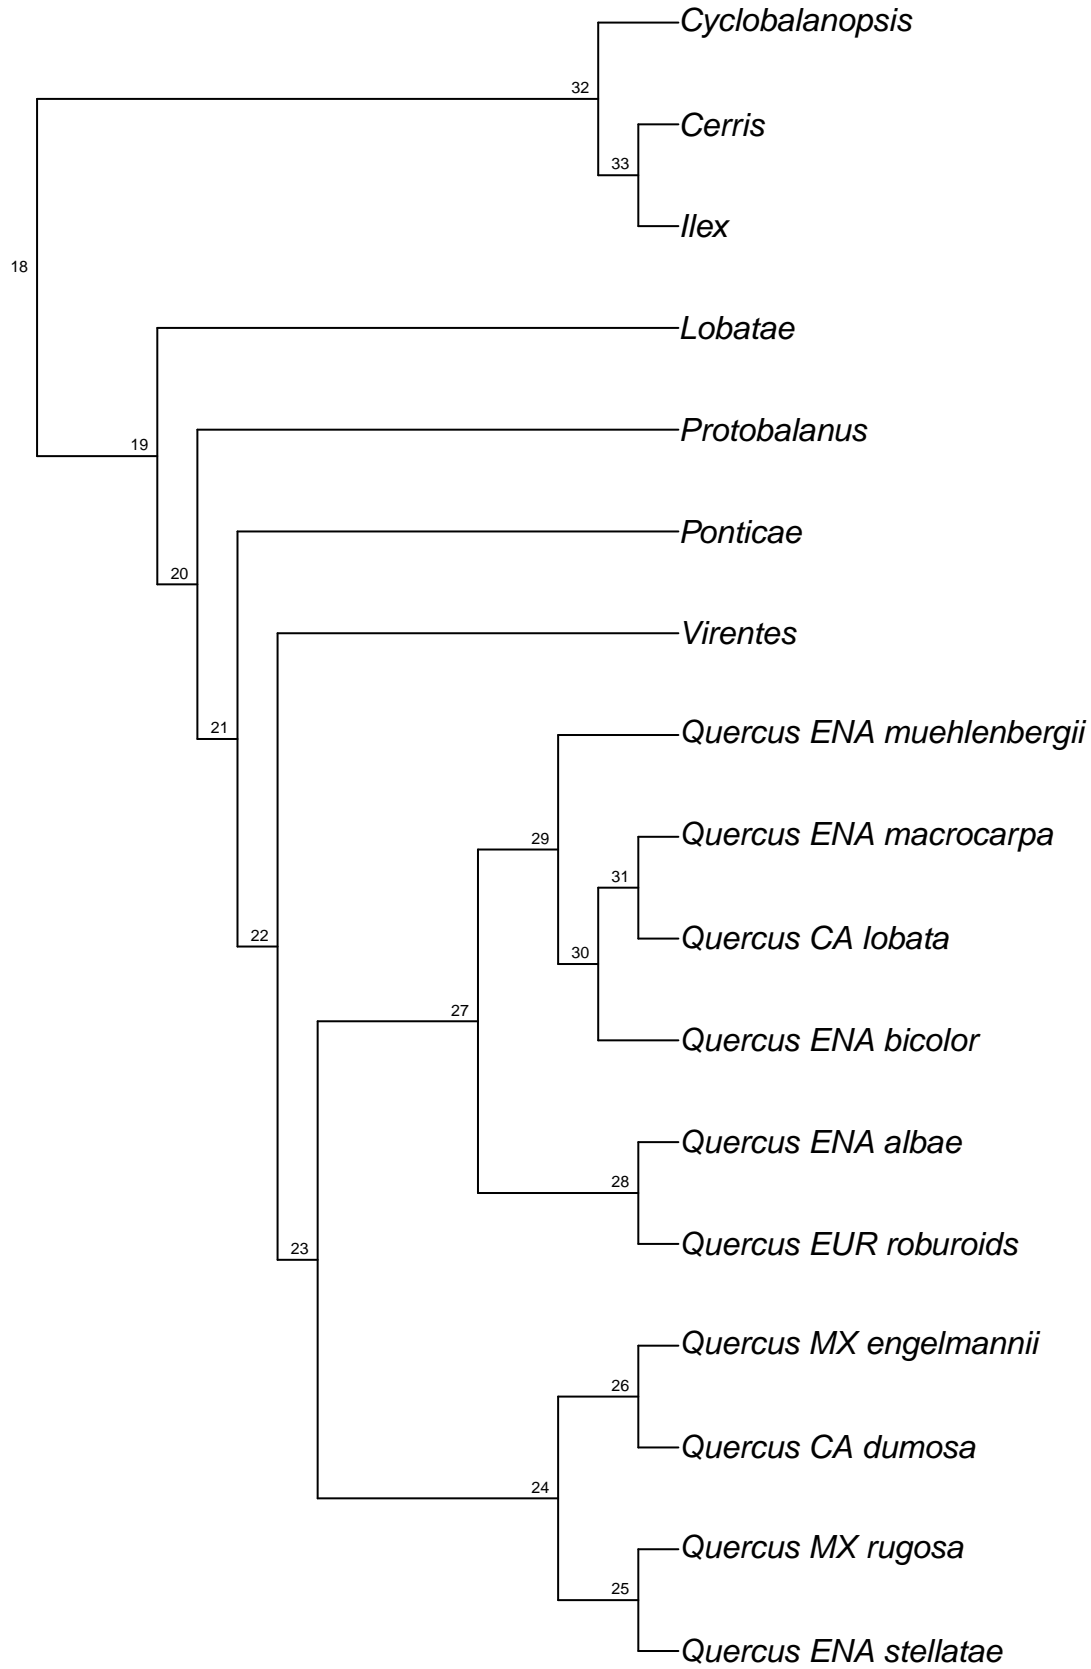 Cyclobalanopsis
32
Cerris
33
Ilex
18
Lobatae
Protobalanus
19
Ponticae
20
Virentes
21
Quercus ENA muehlenbergii
29
Quercus ENA macrocarpa
31
22
Quercus CA lobata
30
27
Quercus ENA bicolor
Quercus ENA albae
28
23
Quercus EUR roburoids
Quercus MX engelmannii
26
Quercus CA dumosa
24
Quercus MX rugosa
25
Quercus ENA stellatae